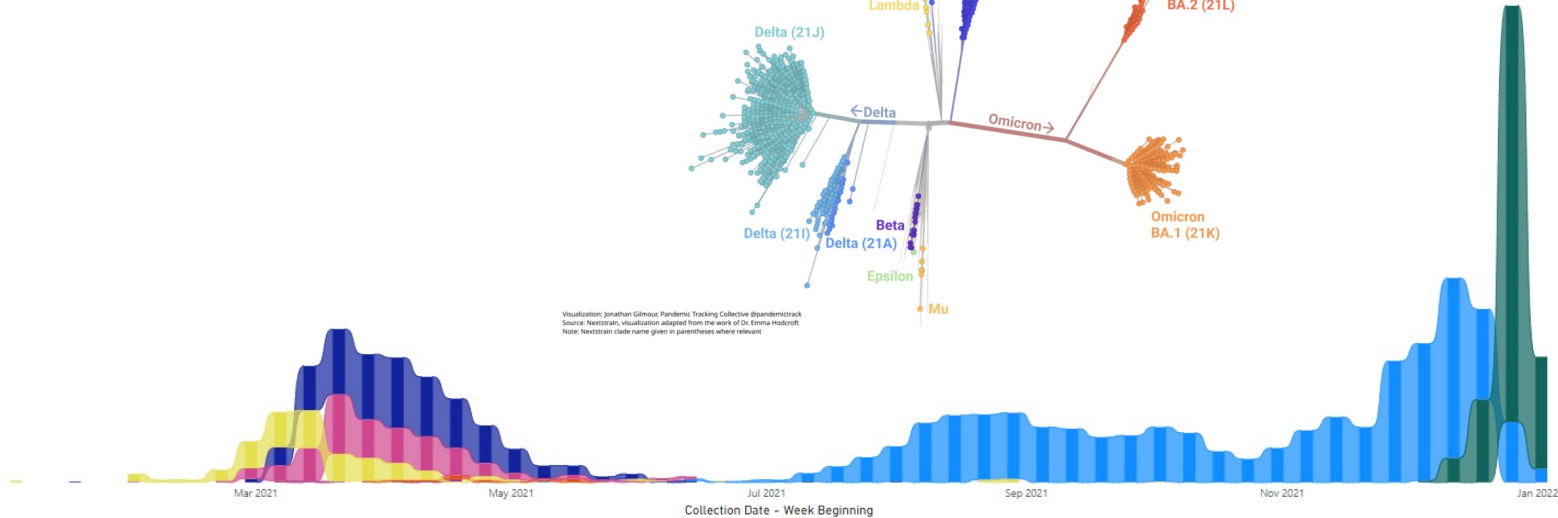 Lambda
BA.2 (21L)
Delta (21J)
←Delta
Omicron→
Beta
Delta (21I)
Delta (21A)
Omicron
BA.1 (21K)
Epsilon
Mu
Visualization: Jonathan Gilmour, Pandemic Tracking Collective @pandemictrack
Source: Nextstrain, visualization adapted from the work of Dr. Emma Hodcroft
Note: Nextstrain clade name given in parentheses where relevant
Mar 2021
May 2021
Jul 2021
Sep 2021
Nov 2021
Jan 2022
Collection Date - Week Beginning